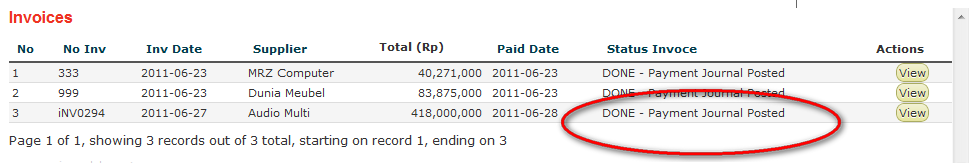 Invoices
No No Inv Inv Date Supplier Total (Rp) Paid Date Status Invoce Actions
1 333 2011-06-23 MRZ Computer 40,271,000 2011-06-23 DONE - Payment Journal Posted View
2 999 2011-06-23 Dunia Meubel 83,875,000 2011-06-23 DONE - Payment Journal Posted View
3 iNV0294 2011-06-27 Audio Multi 418,000,000 2011-06-28 DONE - Payment Journal Posted View
Page 1 of 1, showing 3 records out of 3 total, starting on record 1, ending on 3